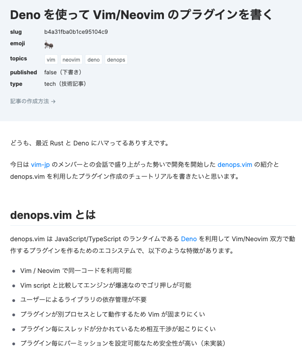 Deno を使って Vim/Neovim のプラグインを書く
slug b4a31fba0b1ce95104c9
emoji 🦗
topics vim neovim deno denops
published false（下書き）
type tech（技術記事）
記事の作成方法 →
どうも、最近 Rust と Deno にハマってるありすえです。
今日は vim-jp のメンバーとの会話で盛り上がった勢いで開発を開始した denops.vim の紹介と
denops.vim を利用したプラグイン作成のチュートリアルを書きたいと思います。
denops.vim とは
denops.vim は JavaScript/TypeScript のランタイムである Deno を利用して Vim/Neovim 双方で動
作するプラグインを作るためのエコシステムで、以下のような特徴があります。
• Vim / Neovim で同一コードを利用可能
• Vim script と比較してエンジンが爆速なのでゴリ押しが可能
• ユーザーによるライブラリの依存管理が不要
• プラグインが別プロセスとして動作するため Vim が固まりにくい
• プラグイン毎にスレッドが分かれているため相互干渉が起こりにくい
• プラグイン毎にパーミッションを設定可能なため安全性が高い（未実装）